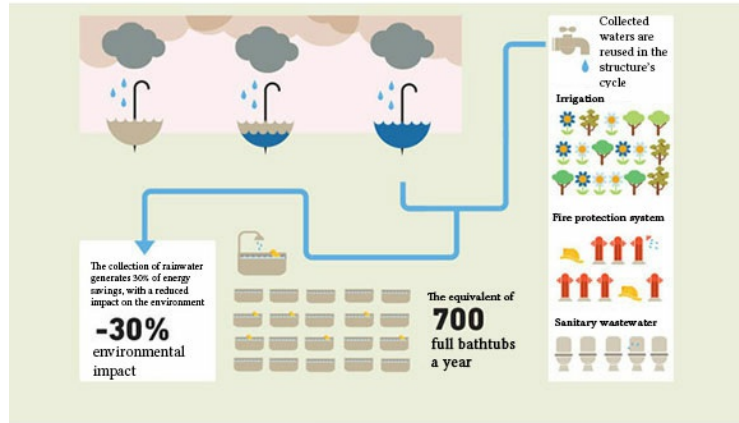 Collected
waters are
reused in the
structure's
cycle
Irrigation
Fire protection system
Sanitary wastewater
The collection of rainwater
generates 30% of energy
savings, with a reduced
impact on the environment
-30%
environmental
impact
The equivalent of
700
full bathtubs
a year